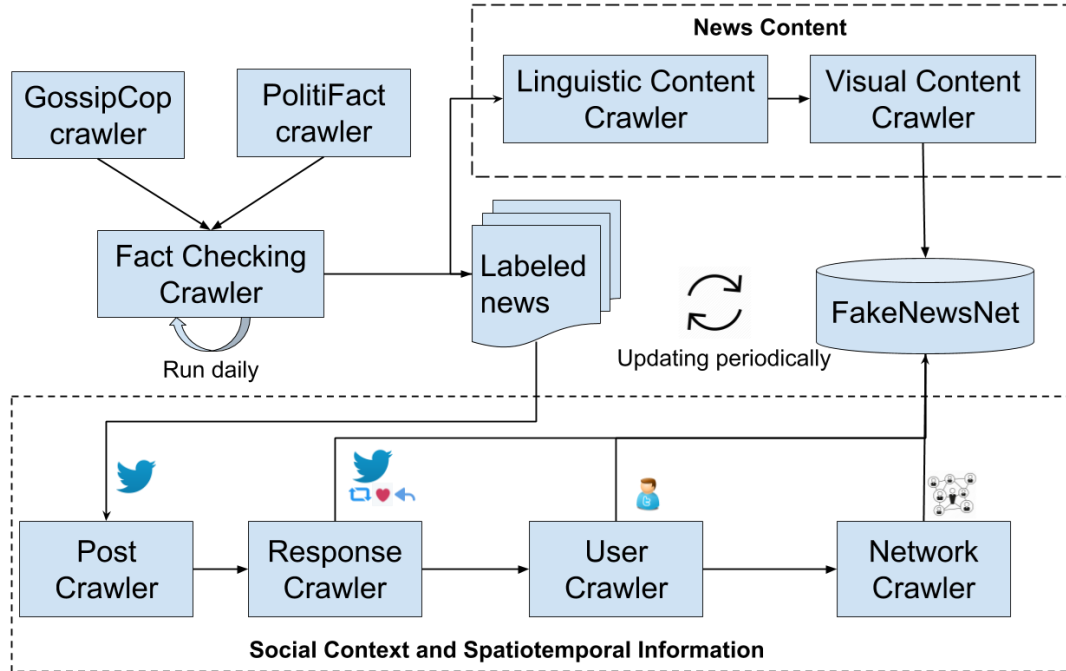 News Content
GossipCop
crawler
PolitiFact
crawler
Linguistic Content
Crawler
Visual Content
Crawler
Fact Checking
Crawler
Run daily
Labeled
news
Updating periodically
FakeNewsNet
Post
Crawler
Response
Crawler
User
Crawler
Network
Crawler
Social Context and Spatiotemporal Information